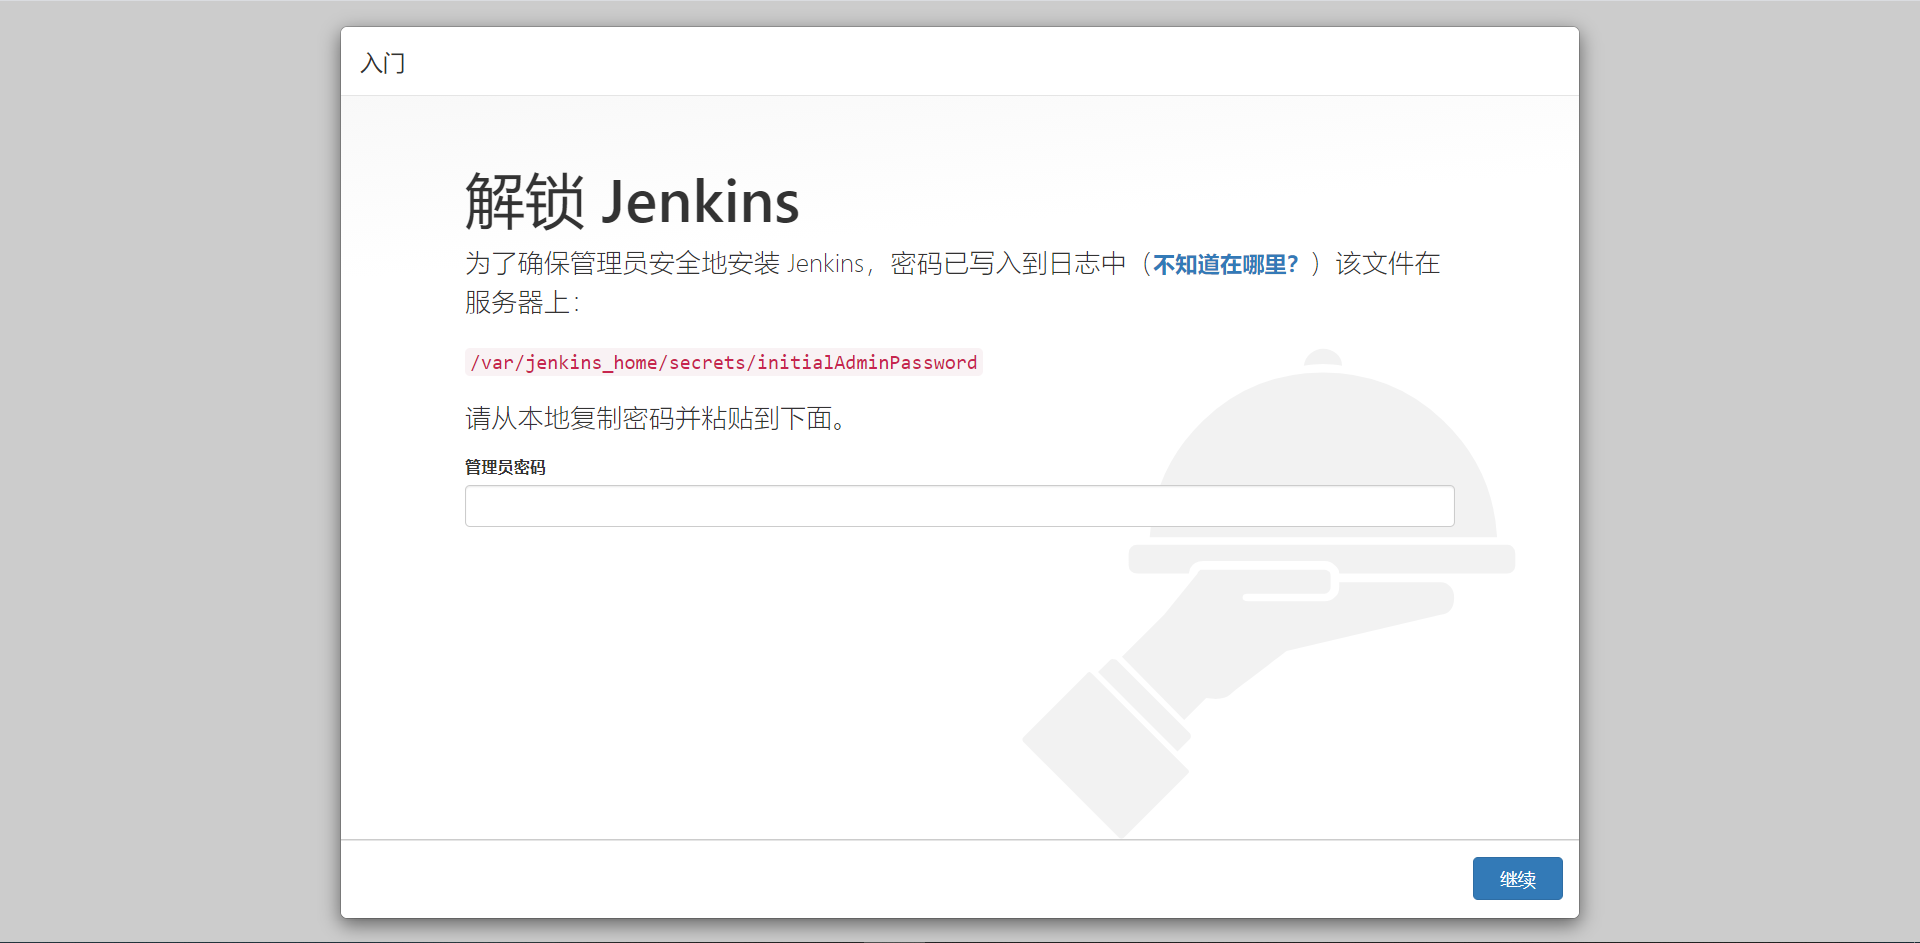 入门
解锁 Jenkins
为了确保管理员安全地安装 Jenkins，密码已写入到日志中（不知道在哪里？）该文件在
服务器上：
/var/jenkins_home/secrets/initialAdminPassword
请从本地复制密码并粘贴到下面。
管理员密码
继续